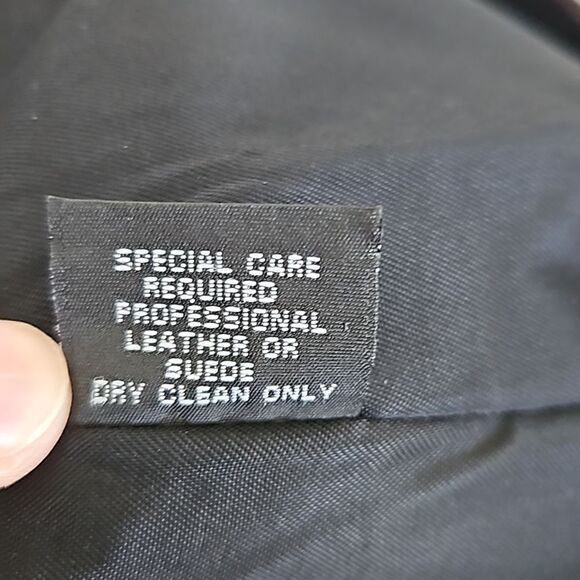 SPECIAL CARE
REQUIRED
PROFESSIONAL
LEATHER OR
SUEDE
DRY CLEAN ONLY